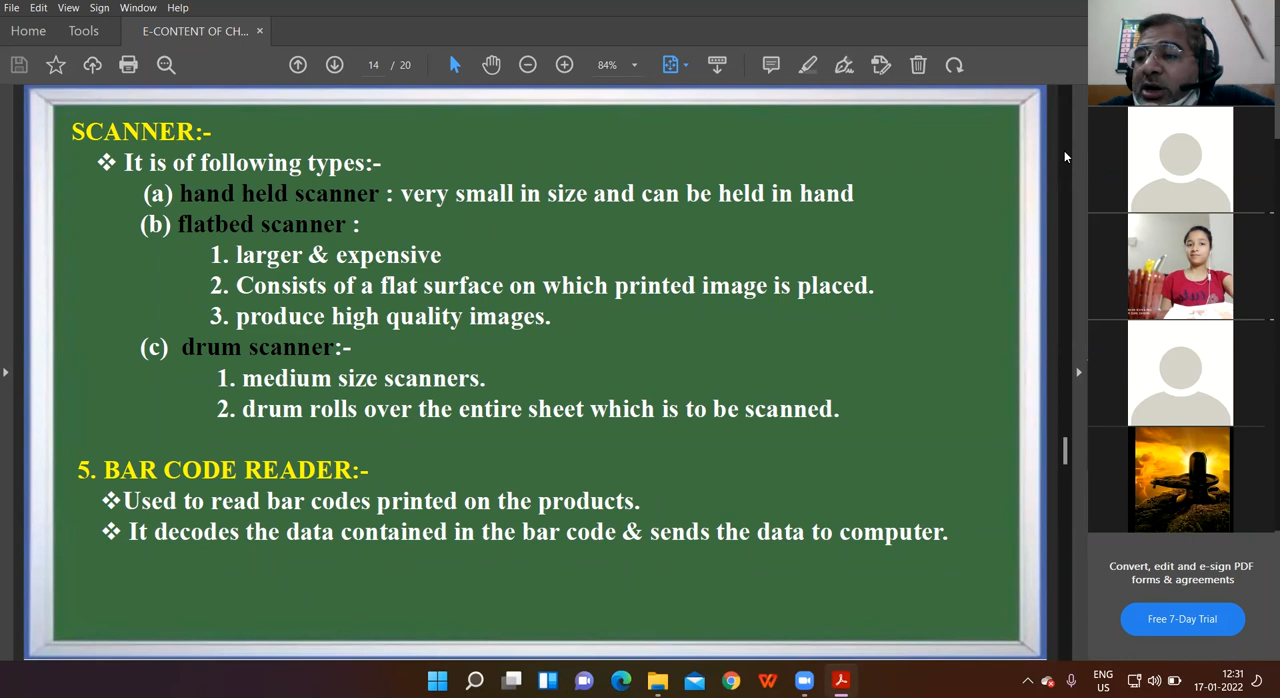 File Edit View Sign Window Help
Home Tools E-CONTENT OF CH... ×
14 / 20 84%
SCANNER:-
❖ It is of following types:-
(a) hand held scanner : very small in size and can be held in hand
(b) flatbed scanner :
1. larger & expensive
2. Consists of a flat surface on which printed image is placed.
3. produce high quality images.
(c) drum scanner:-
1. medium size scanners.
2. drum rolls over the entire sheet which is to be scanned.
5. BAR CODE READER:-
❖Used to read bar codes printed on the products.
❖ It decodes the data contained in the bar code & sends the data to computer.
Convert, edit and e-sign PDF
forms & agreements
Free 7-Day Trial
ENG
US
12:31
17-01-2022